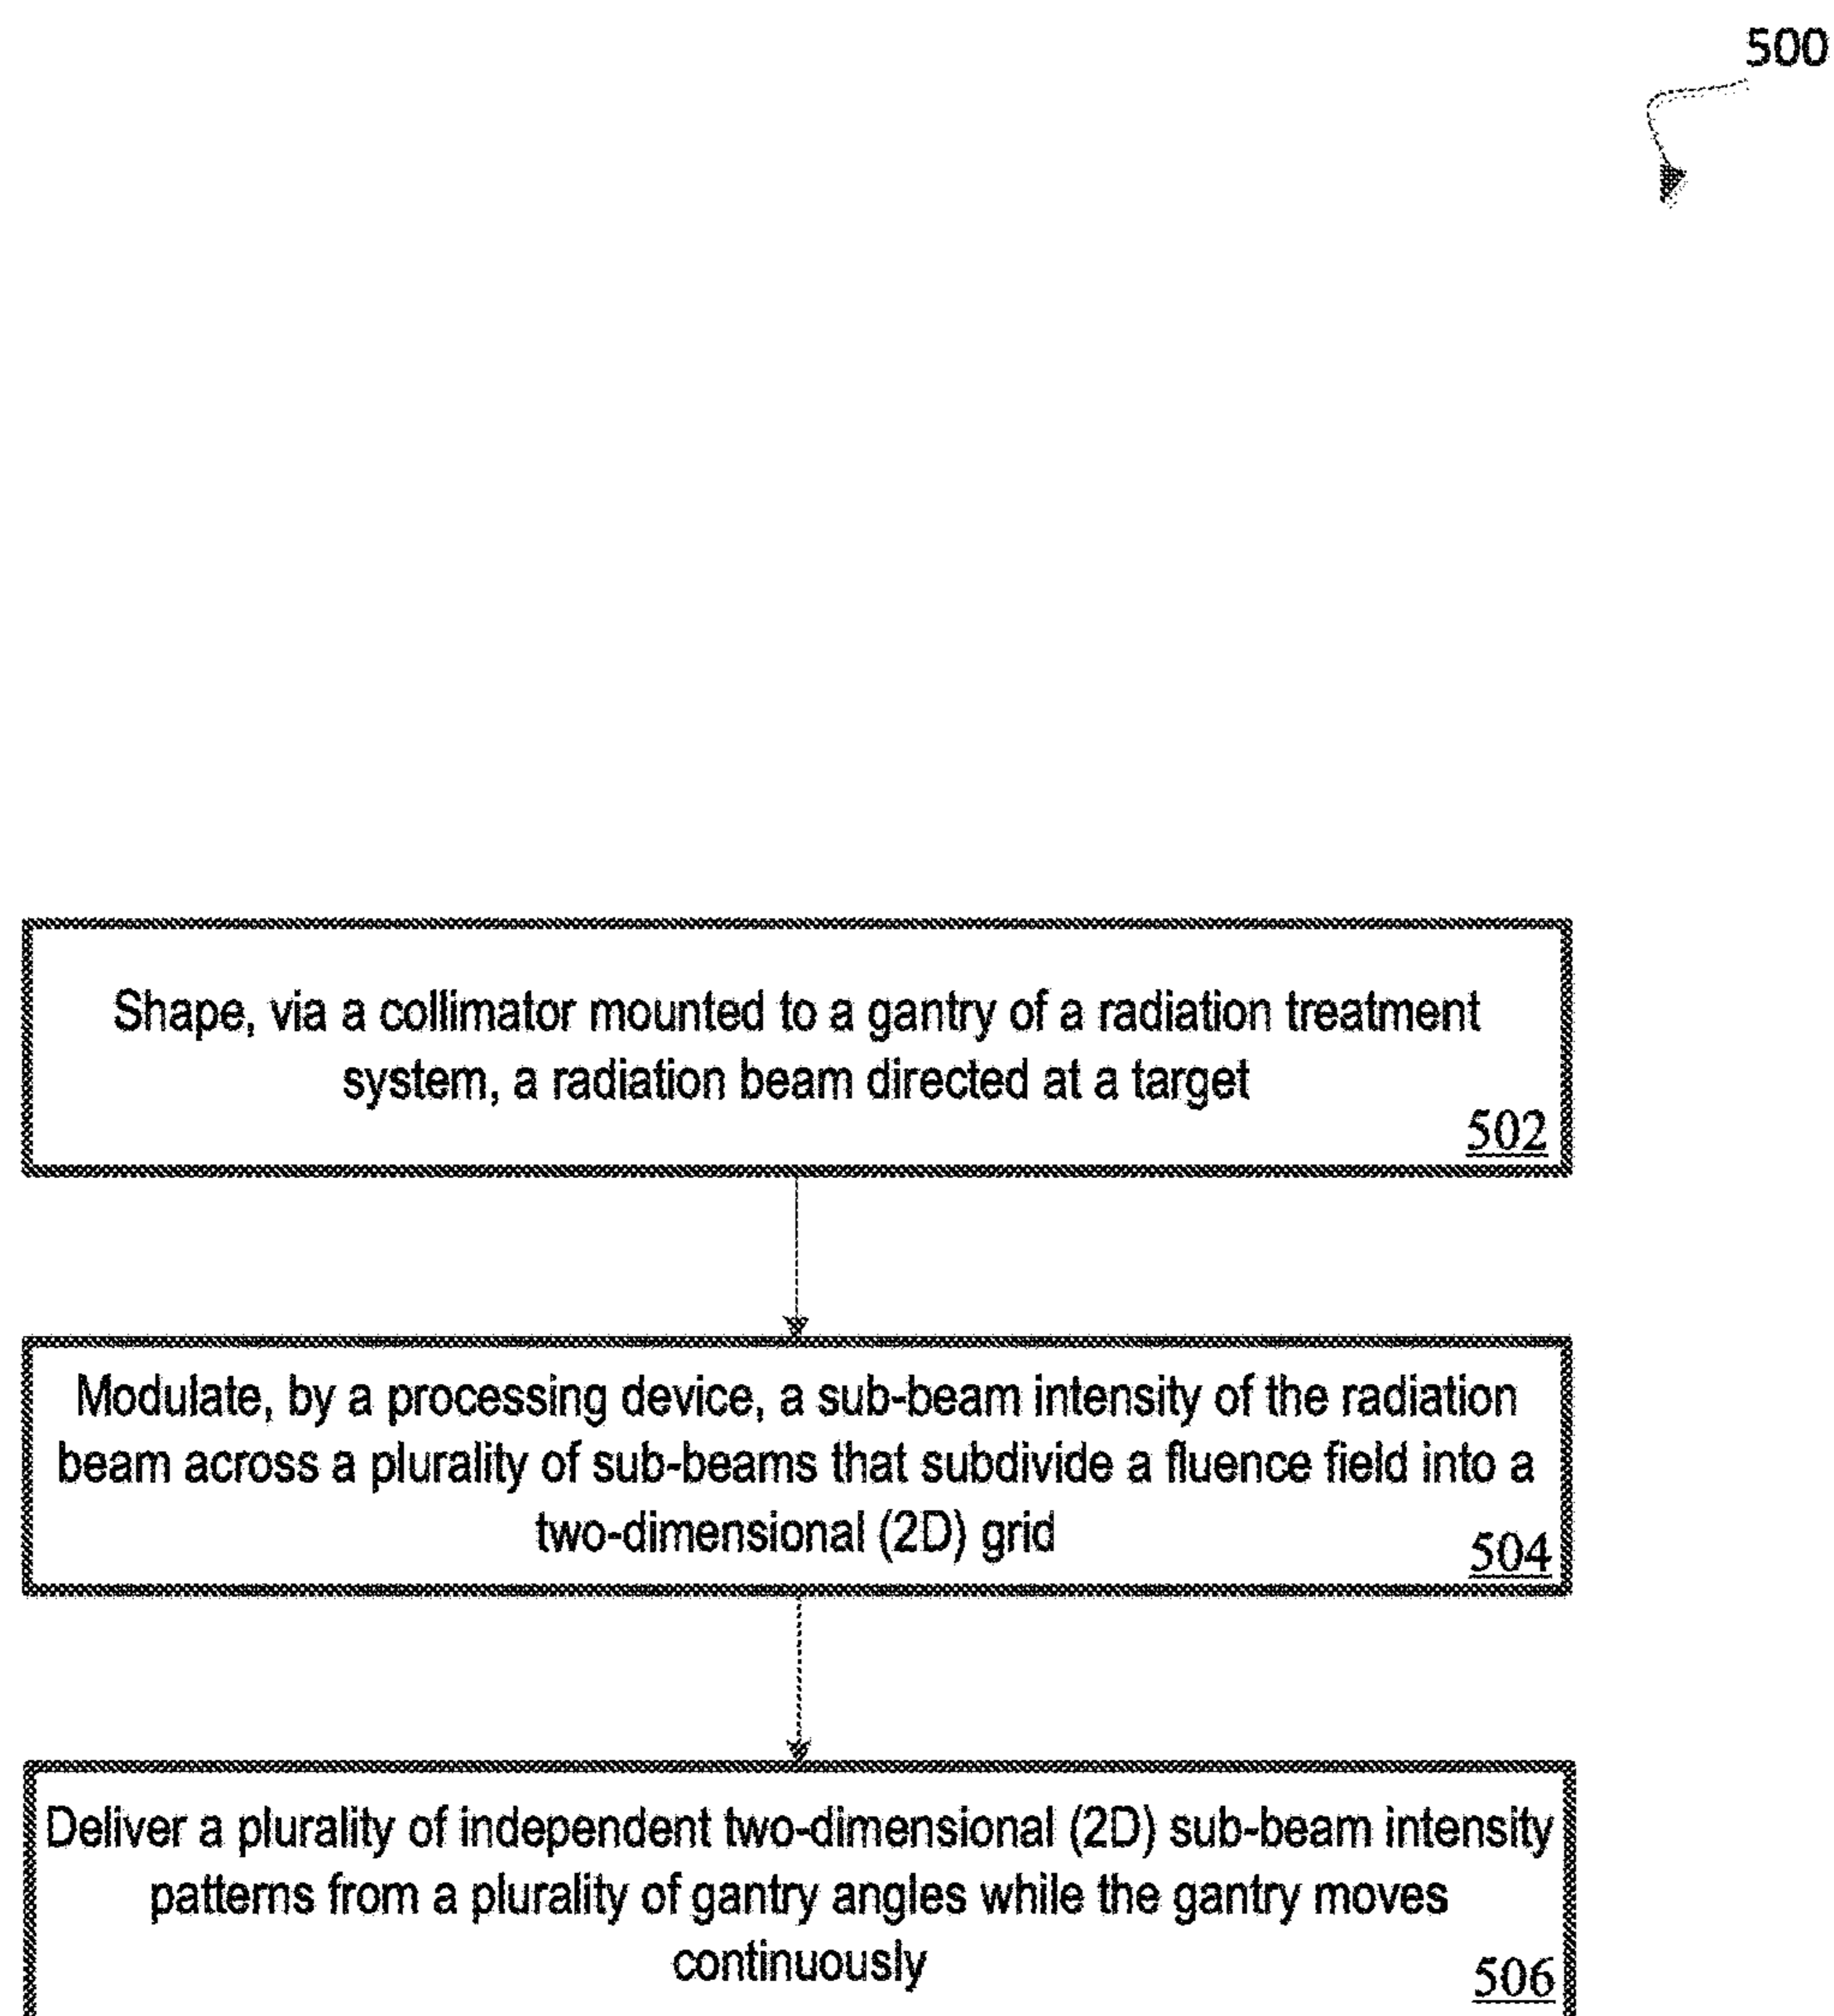 500
Shape, via a collimator mounted to a gantry of a radiation treatment
system, a radiation beam directed at a target
502
Modulate, by a processing device, a sub-beam intensity of the radiation
beam across a plurality of sub-beams that subdivide a fluence field into a
two-dimensional (2D) grid
504
Deliver a plurality of independent two-dimensional (2D) sub-beam intensity
patterns from a plurality of gantry angles while the gantry moves
continuously
506